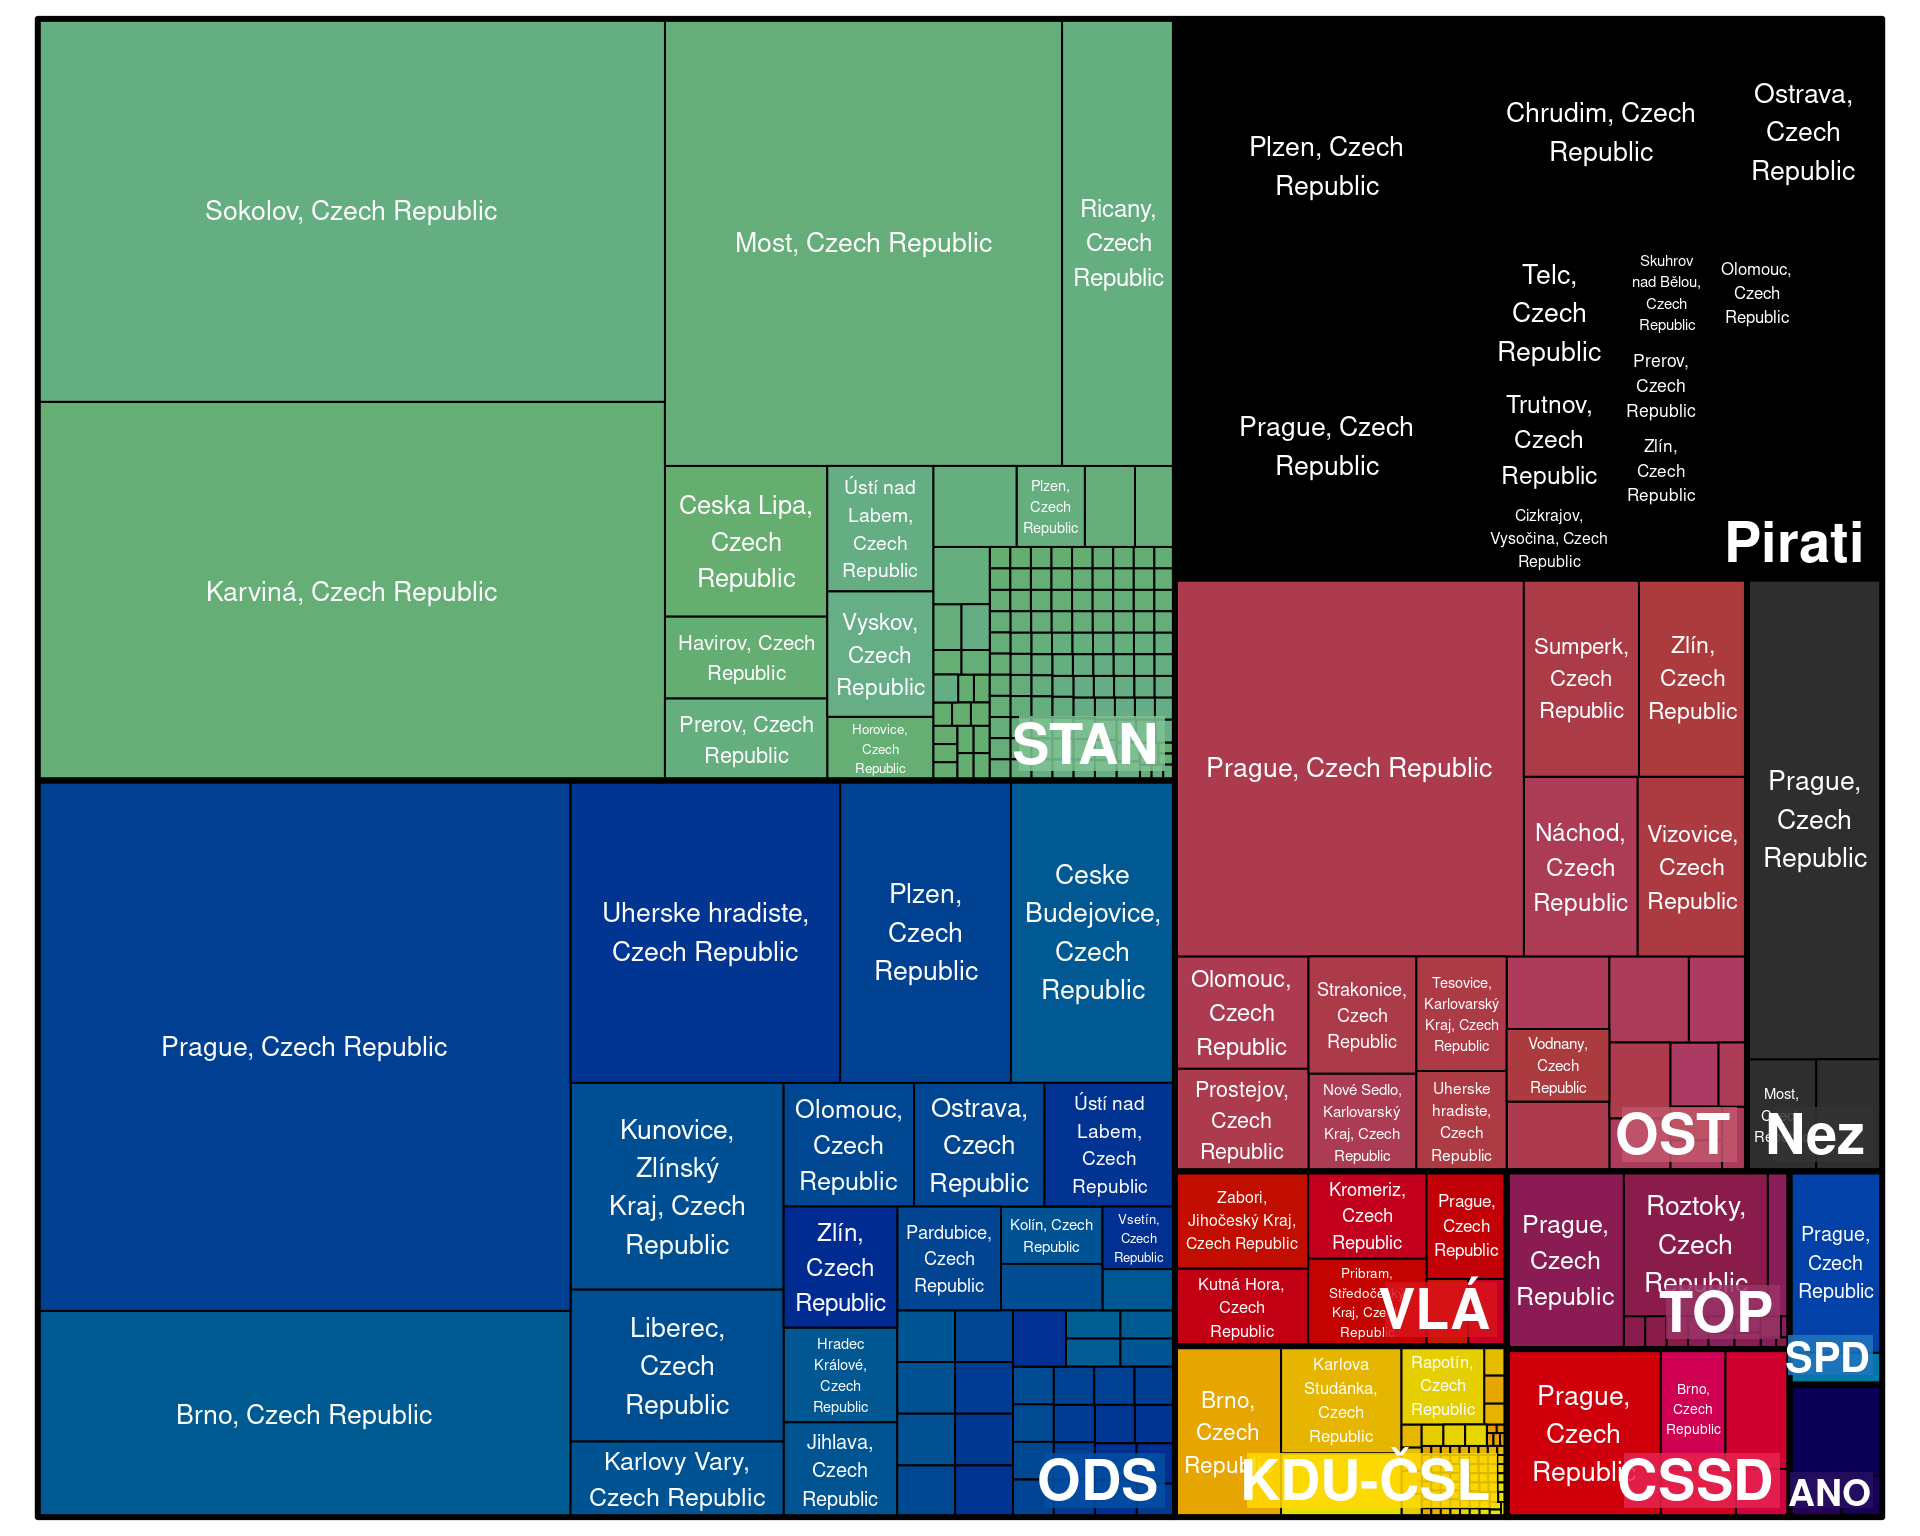 Sokolov, Czech Republic
Karviná, Czech Republic
Most, Czech Republic
Ricany,
Czech
Republic
Ceska Lipa,
Czech
Republic
Havirov, Czech
Republic
Prerov, Czech
Republic
Ústí nad
Labem,
Czech
Republic
Vyskov,
Czech
Republic
Horovice,
Czech
Republic
Plzen,
Czech
Republic
STAN
Plzen, Czech
Republic
Prague, Czech
Republic
Chrudim, Czech
Republic
Ostrava,
Czech
Republic
Telc,
Czech
Republic
Trutnov,
Czech
Republic
Cizkrajov,
Vysočina, Czech
Republic
Skuhrov
nad Bělou,
Czech
Republic
Prerov,
Czech
Republic
Zlín,
Czech
Republic
Olomouc,
Czech
Republic
Pirati
Prague, Czech Republic
Brno, Czech Republic
Uherske hradiste,
Czech Republic
Plzen,
Czech
Republic
Ceske
Budejovice,
Czech
Republic
Kunovice,
Zlínský
Kraj, Czech
Republic
Liberec,
Czech
Republic
Karlovy Vary,
Czech Republic
Olomouc,
Czech
Republic
Ostrava,
Czech
Republic
Ústí nad
Labem,
Czech
Republic
Zlín,
Czech
Republic
Hradec
Králové,
Czech
Republic
Jihlava,
Czech
Republic
Pardubice,
Czech
Republic
Kolín, Czech
Republic
Vsetín,
Czech
Republic
ODS
Prague, Czech Republic
Sumperk,
Czech
Republic
Zlín,
Czech
Republic
Náchod,
Czech
Republic
Vizovice,
Czech
Republic
Olomouc,
Czech
Republic
Prostejov,
Czech
Republic
Strakonice,
Czech
Republic
Nové Sedlo,
Karlovarský
Kraj, Czech
Republic
Tesovice,
Karlovarský
Kraj, Czech
Republic
Uherske
hradiste,
Czech
Republic
Vodnany,
Czech
Republic
OST
Prague,
Czech
Republic
Most,
Czech
Republic
Nez
Zabori,
Jihočeský Kraj,
Czech Republic
Kutná Hora,
Czech
Republic
Kromeriz,
Czech
Republic
Pribram,
Středočeský
Kraj, Czech
Republic
Prague,
Czech
Republic
VLÁ
Prague,
Czech
Republic
Roztoky,
Czech
Republic
TOP
Prague,
Czech
Republic
SPD
Brno,
Czech
Republic
Karlova
Studánka,
Czech
Republic
Rapotín,
Czech
Republic
KDU-ČSL
Prague,
Czech
Republic
Brno,
Czech
Republic
CSSD
ANO